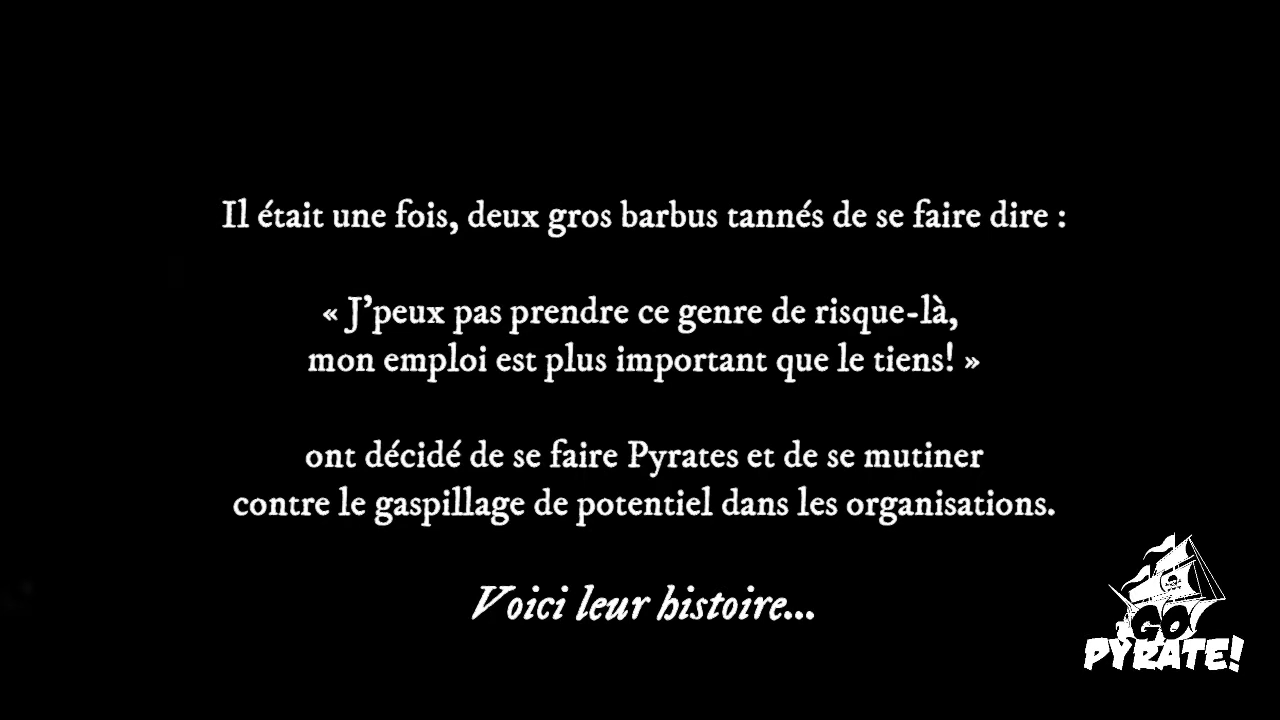 Il était une fois, deux gros barbus tannés de se faire dire :
« J’peux pas prendre ce genre de risque-là,
mon emploi est plus important que le tiens! »
ont décidé de se faire Pyrates et de se mutiner
contre le gaspillage de potentiel dans les organisations.
Voici leur histoire...
GO
PYRATE!